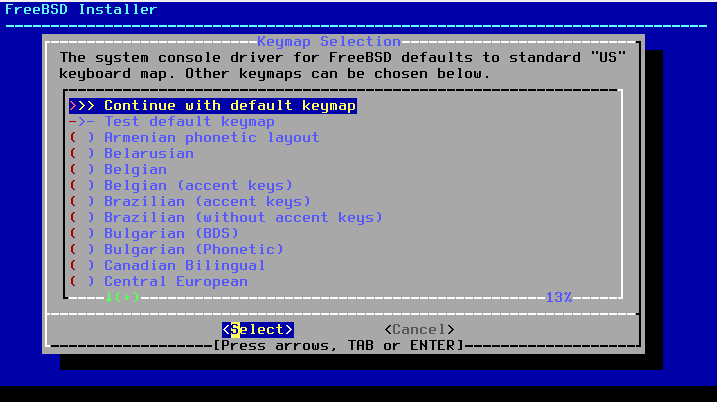 FreeBSD Installer
Keymap Selection
The system console driver for FreeBSD defaults to standard "US"
keyboard map. Other keymaps can be chosen below.
>>> Continue with default keymap
->- Test default keymap
( ) Armenian phonetic layout
( ) Belarusian
( ) Belgian
( ) Belgian (accent keys)
( ) Brazilian (accent keys)
( ) Brazilian (without accent keys)
( ) Bulgarian (BDS)
( ) Bulgarian (Phonetic)
( ) Canadian Bilingual
( ) Central European
↓(+) 13%
<Select> <Cancel>
[Press arrows, TAB or ENTER]